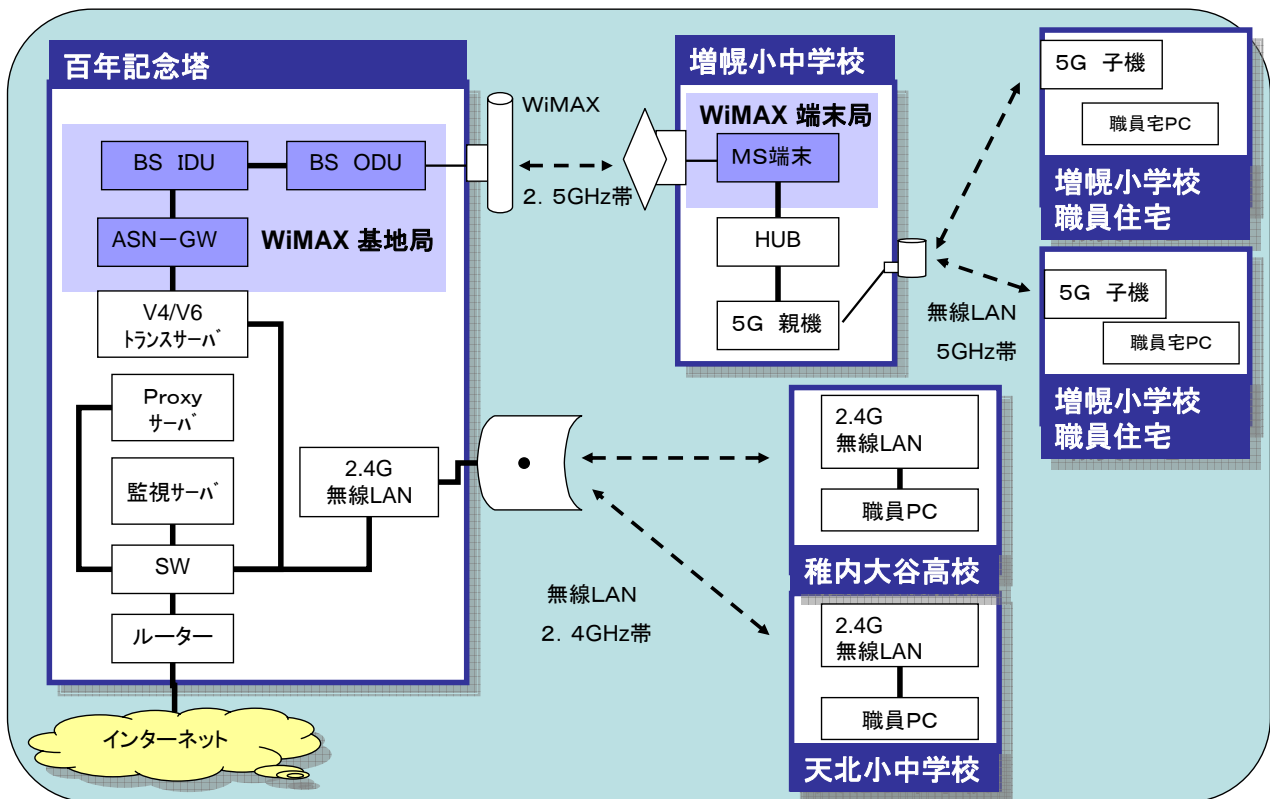 百年記念塔
BS IDU
BS ODU
ASN－GW
WiMAX 基地局
V4/V6
トランスサーバ
Proxy
サーバ
監視サーバ
SW
ルーター
2.4G
無線LAN
インターネット
WiMAX
2．5GHz帯
増幌小中学校
WiMAX 端末局
MS端末
HUB
5G 親機
無線LAN
5GHz帯
5G 子機
職員宅PC
増幌小学校
職員住宅
5G 子機
職員宅PC
増幌小学校
職員住宅
無線LAN
2．4GHz帯
2.4G
無線LAN
職員PC
稚内大谷高校
2.4G
無線LAN
職員PC
天北小中学校